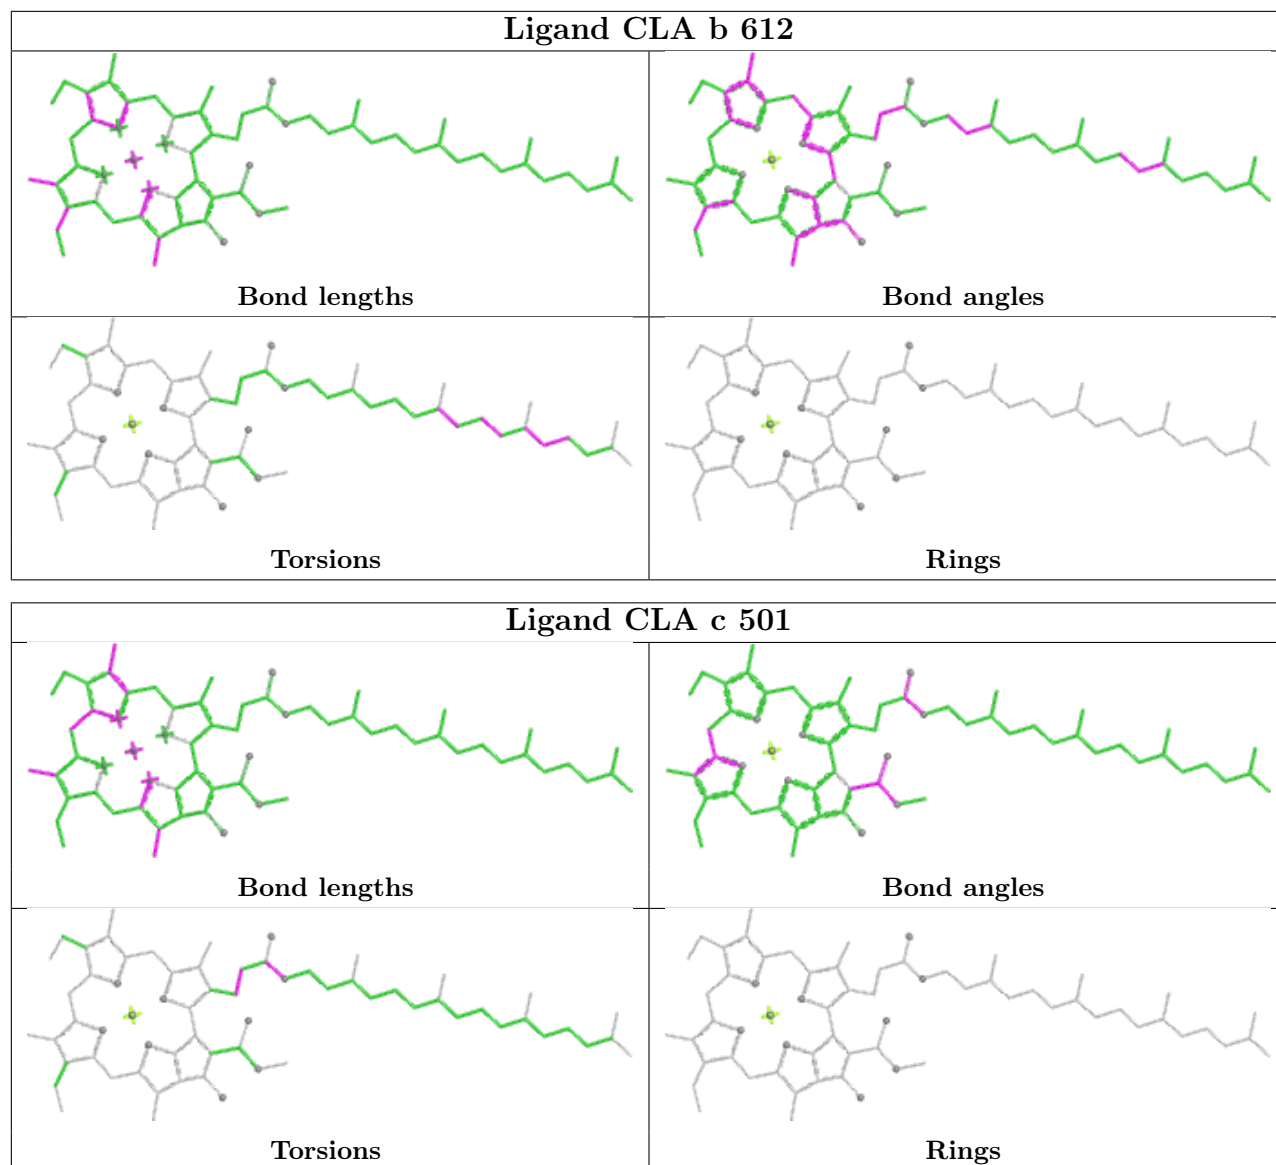 Ligand CLA b 612
Bond lengths
Bond angles
Torsions
Rings
Ligand CLA c 501
Bond lengths
Bond angles
Torsions
Rings